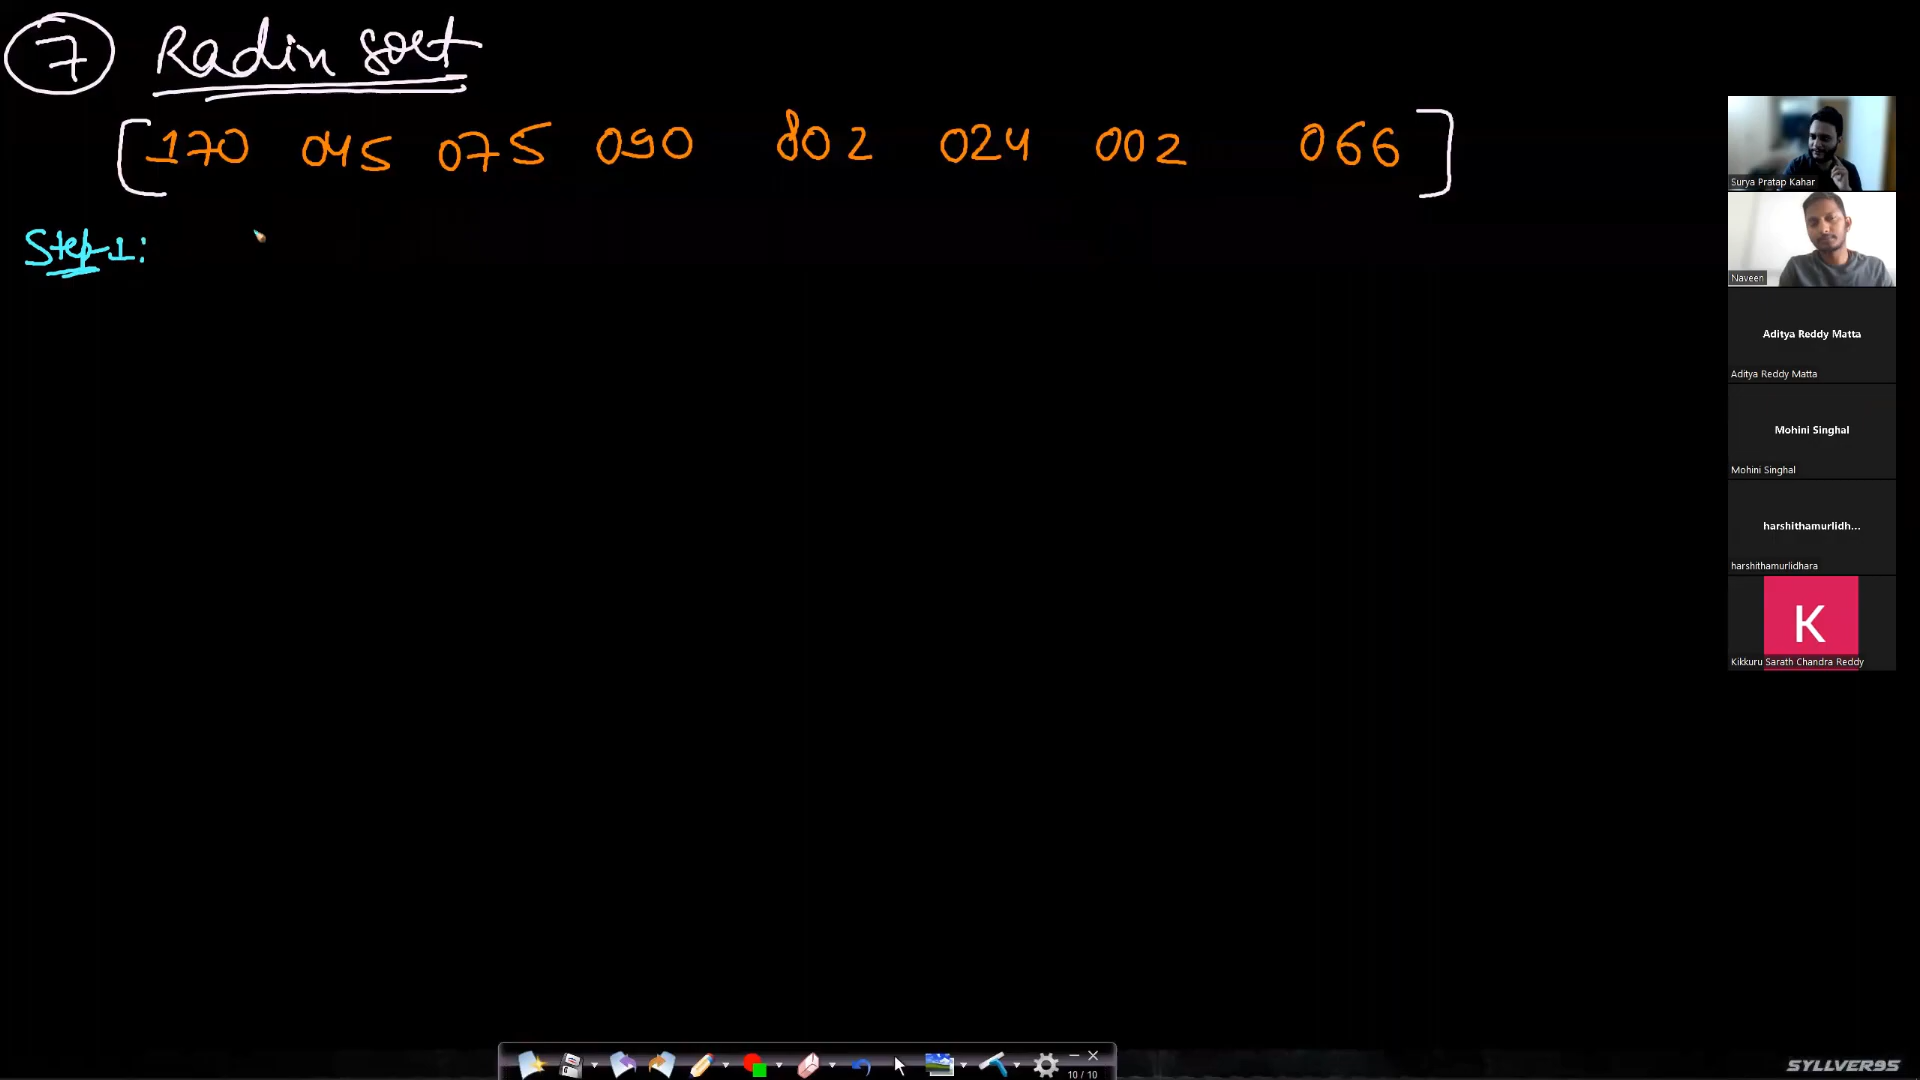 7 Radix sort
[170 045 075 090 802 024 002 066]
Step-1:
Surya Pratap Kahar
Naveen
Aditya Reddy Matta
Aditya Reddy Matta
Mohini Singhal
Mohini Singhal
harshithamurlidh...
harshithamurlidhara
K
Kikkuru Sarath Chandra Reddy
10 / 10
SYLLVER95